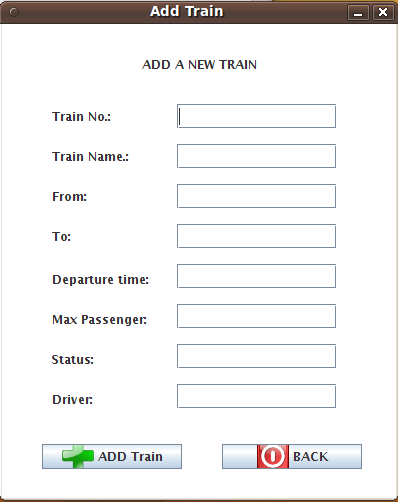 Add Train
ADD A NEW TRAIN
Train No.:
Train Name.:
From:
To:
Departure time:
Max Passenger:
Status:
Driver:
ADD Train BACK